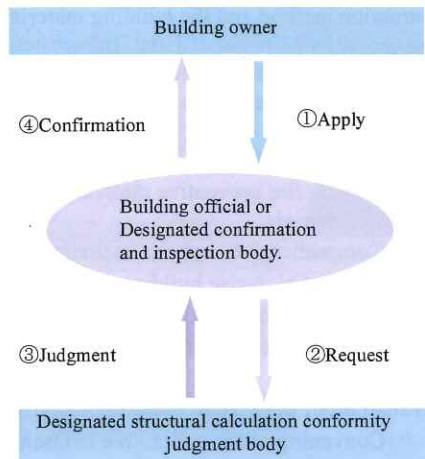 Building owner
④Confirmation
①Apply
Building official or
Designated confirmation
and inspection body.
③Judgment
②Request
Designated structural calculation conformity
judgment body